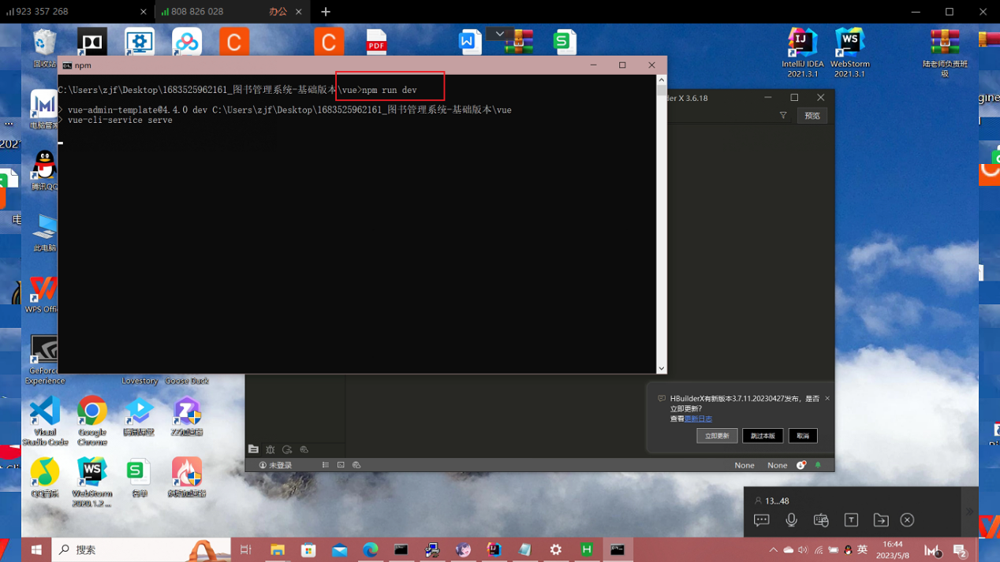 923 357 268
808 826 028
办公
回收站
PDF
IntelliJ IDEA
2021.3.1
WebStorm
2021.3.1
陆老师负责班
级
npm
C:\Users\zjf\Desktop\1683525962161_图书管理系统-基础版本\vue>npm run dev
> vue-admin-template@4.4.0 dev C:\Users\zjf\Desktop\1683525962161_图书管理系统-基础版本\vue
> vue-cli-service serve
der X 3.6.18
预览
电脑管家
腾讯QQ
此电脑
WPS Offi
GeForce
Experience
Lovestory
Goose Duck
Visual
Studio Code
Google
Chrome
腾讯课堂
ZZ加速器
QQ音乐
WebStorm
2020.1.2 ...
名单
HBuilderX有新版本3.7.11.20230427发布，是否
立即更新?
查看更新日志
立即更新
跳过本版
取消
未登录
None
None
13...48
搜索
英
16:44
2023/5/8
2